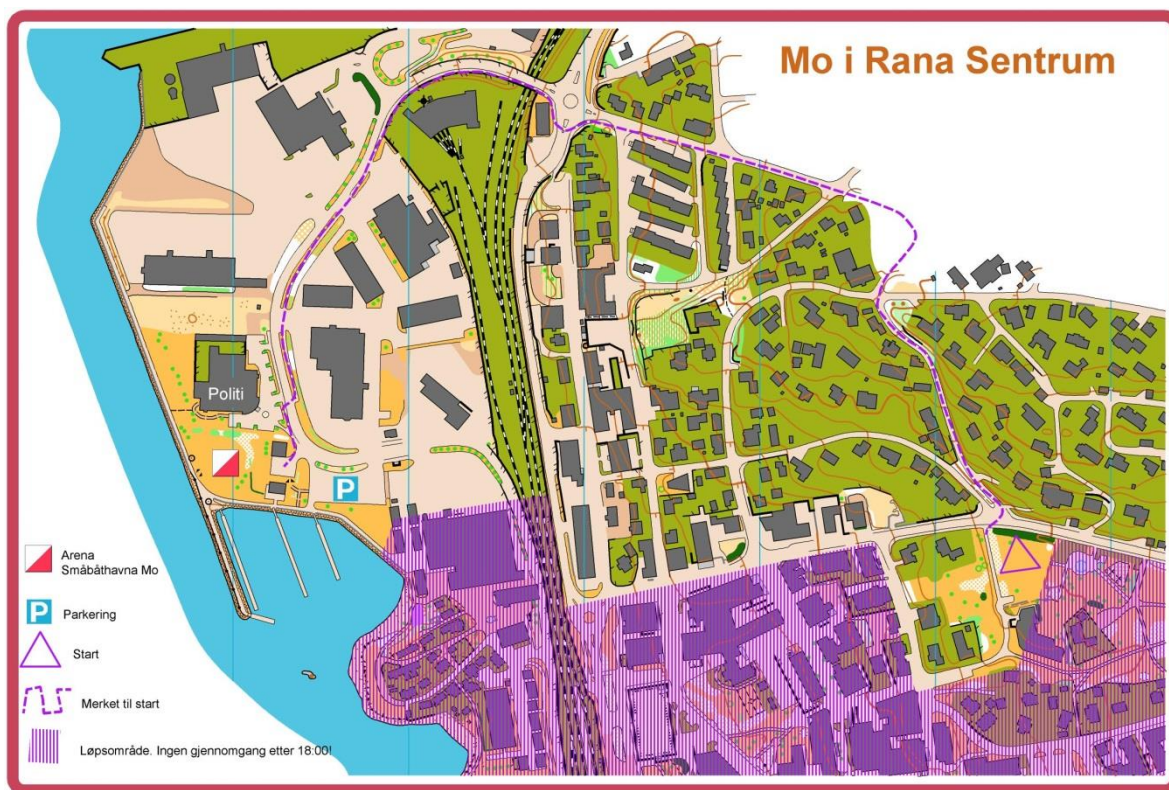 Mo i Rana Sentrum
Politi
P
Arena
Småbåthavna Mo
P
Parkering
Start
Merket til start
Løpsområde. Ingen gjennomgang etter 18:00!